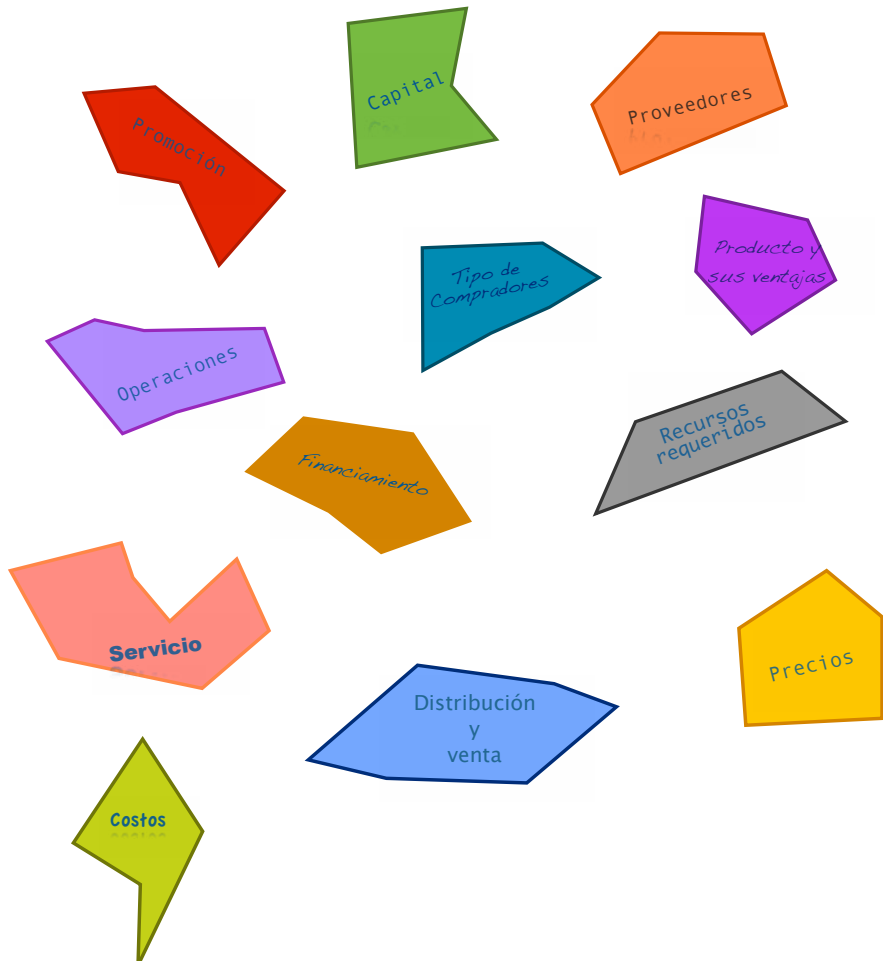 Capital
Proveedores
Promoción
Producto y
sus ventajas
Tipo de
Compradores
Operaciones
Recursos
requeridos
Financiamiento
Servicio
Precios
Distribución
y
venta
Costos